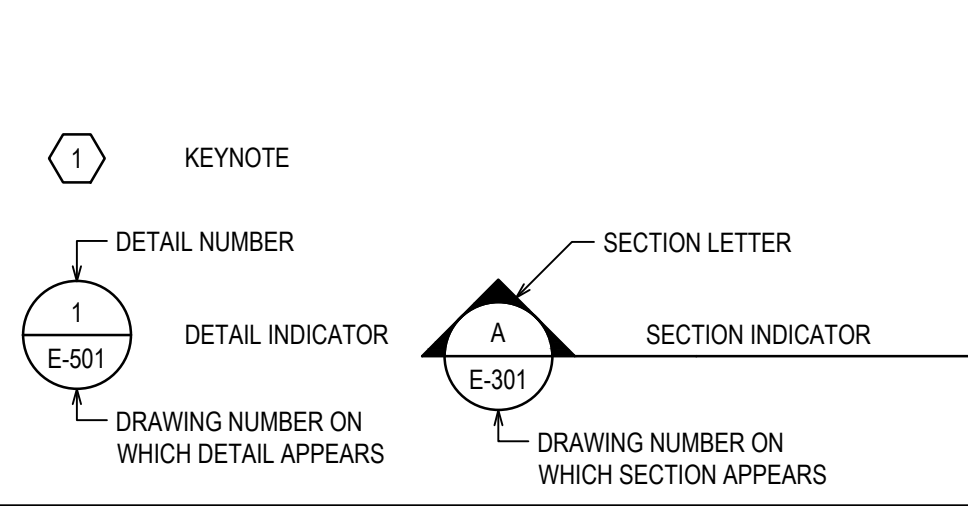 1
KEYNOTE
DETAIL NUMBER
1
E-501
DETAIL INDICATOR
DRAWING NUMBER ON
WHICH DETAIL APPEARS
SECTION LETTER
A
E-301
SECTION INDICATOR
DRAWING NUMBER ON
WHICH SECTION APPEARS